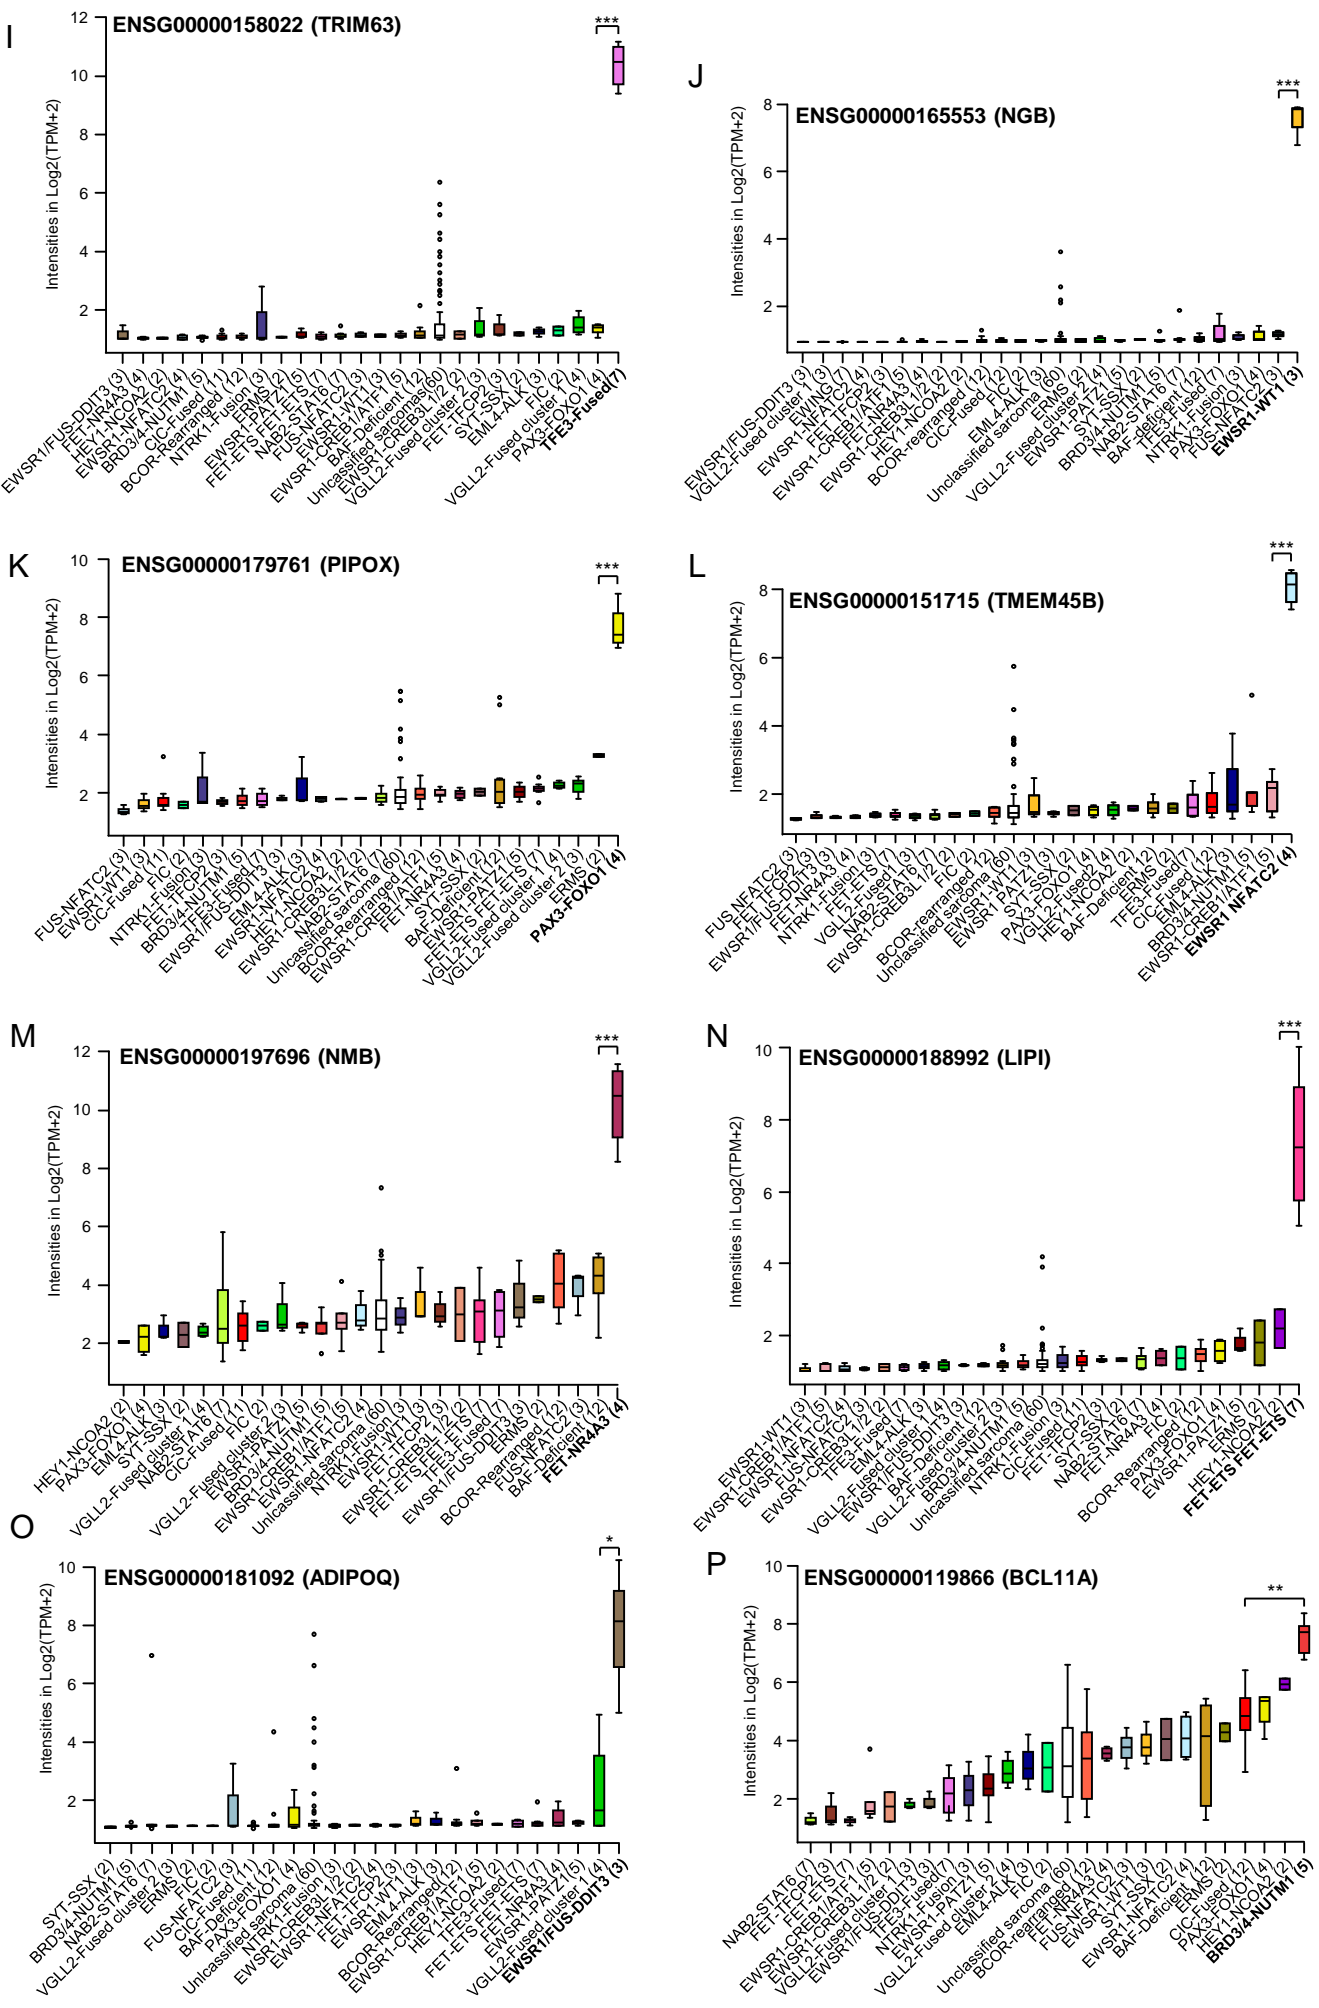 I
ENSG00000158022 (TRIM63)
***
Intensities in Log2(TPM+2)
12
10
8
6
4
2
EWSR1/FUS-DDIT3 (3)
FET-NR4A3 (4)
HEY1-NCOA2 (2)
EWSR1-NFATC2 (4)
BRD3/4-NUTM1 (5)
CIC-Fused (11)
BCOR-Rearranged (12)
NTRK1-Fusion (3)
ERMS (2)
EWSR1-PATZ1 (5)
FET-ETS FET-ETS (7)
NAB2-STAT6 (7)
FUS-NFATC2 (3)
EWSR1-WT1 (3)
EWSR1-CREB1/ATF1 (5)
BAF-Deficient (12)
Unlcassified sarcomas(60)
EWSR1-CREB3L1/2 (2)
VGLL2-Fused cluster 2 (3)
FET-TFCP2 (3)
SYT-SSX (2)
EML4-ALK (3)
FIC (2)
VGLL2-Fused cluster 1 (4)
PAX3-FOXO1 (4)
TFE3-Fused(7)
J
ENSG00000165553 (NGB)
***
Intensities in Log2(TPM+2)
8
6
4
2
EWSR1/FUS-DDIT3 (3)
VGLL2-Fused cluster 1 (3)
EWING (7)
EWSR1-NFATC2 (4)
FET-TFCP2 (3)
EWSR1-CREB1/ATF1 (5)
FET-NR4A3 (4)
EWSR1-CREB3L1/2 (2)
HEY1-NCOA2 (2)
BCOR-rearranged (12)
CIC-Fused (12)
FIC (2)
EML4-ALK (3)
Unclassified sarcoma (60)
ERMS (2)
VGLL2-Fused cluster 2 (4)
EWSR1-PATZ1 (5)
SYT-SSX (2)
BRD3/4-NUTM1 (5)
NAB2-STAT6 (7)
BAF-deficient (12)
TFE3-Fused (7)
NTRK1-Fusion (3)
PAX3-FOXO1 (4)
FUS-NFATC2 (3)
EWSR1-WT1 (3)
K
ENSG00000179761 (PIPOX)
***
Intensities in Log2(TPM+2)
10
8
6
4
2
FUS-NFATC2 (3)
EWSR1-WT1 (3)
CIC-Fused (11)
FIC (2)
NTRK1-Fusion (3)
FET-TFCP2 (3)
BRD3/4-NUTM1 (5)
TFE3-Fused (7)
EWSR1/FUS-DDIT3 (3)
EML4-ALK (3)
EWSR1-NFATC2 (4)
HEY1-NCOA2 (2)
EWSR1-CREB3L1/2 (2)
NAB2-STAT6 (7)
Unlcassified sarcoma (60)
BCOR-Rearranged (12)
EWSR1-CREB1/ATF1 (5)
FET-NR4A3 (4)
SYT-SSX (2)
BAF-Deficient (12)
EWSR1-PATZ1 (5)
FET-ETS FET-ETS (7)
VGLL2-Fused cluster 1 (4)
VGLL2-Fused cluster 2 (3)
ERMS (2)
PAX3-FOXO1 (4)
L
ENSG00000151715 (TMEM45B)
***
Intensities in Log2(TPM+2)
8
6
4
2
FUS NFATC2 (3)
FET-TFCP2 (3)
EWSR1/FUS-DDIT3 (3)
FET-NR4A3 (4)
NTRK1-Fusion (3)
FET-ETS (7)
VGLL2-Fused1 (3)
NAB2-STAT6 (7)
EWSR1-CREB3L1/2 (2)
FIC (2)
BCOR-rearranged (12)
Unclassified sarcoma (60)
EWSR1-WT1 (3)
EWSR1 PATZ1 (5)
SYT-SSX (2)
PAX3-FOXO1 (4)
VGLL2-Fused2 (4)
HEY1-NCOA2 (2)
BAF-Deficient (12)
ERMS (2)
TFE3-Fused (7)
CIC-Fused (12)
EML4-ALK (3)
BRD3/4-NUTM1 (5)
EWSR1-CREB1/ATF1 (5)
EWSR1 NFATC2 (4)
M
ENSG00000197696 (NMB)
***
Intensities in Log2(TPM+2)
12
10
8
6
4
2
HEY1-NCOA2 (2)
PAX3-FOXO1 (4)
EML4-ALK (3)
SYT-SSX (2)
VGLL2-Fused cluster 1 (4)
NAB2-STAT6 (7)
CIC-Fused (11)
FIC (2)
VGLL2-Fused cluster 2 (3)
EWSR1-PATZ1 (5)
BRD3/4-NUTM1 (5)
EWSR1-CREB1/ATF1 (5)
EWSR1-NFATC2 (4)
Unlcassified sarcoma (60)
NTRK1-Fusion (3)
EWSR1-WT1 (3)
FET-TFCP2 (3)
EWSR1-CREB3L1/2 (2)
FET-ETS FET-ETS (7)
TFE3-Fused (7)
EWSR1/FUS-DDIT3 (3)
ERMS (2)
BCOR-Rearranged (12)
FUS-NFATC2 (3)
BAF-Deficient (12)
FET-NR4A3 (4)
N
ENSG00000188992 (LIPI)
***
Intensities in Log2(TPM+2)
10
8
6
4
2
EWSR1-WT1 (3)
EWSR1-CREB1/ATF1 (5)
EWSR1-NFATC2 (4)
FUS-NFATC2 (3)
EWSR1-CREB3L1/2 (2)
TFE3-Fused (7)
EML4-ALK (3)
VGLL2-Fused cluster 1 (4)
EWSR1/FUS-DDIT3 (3)
BAF-Deficient (12)
VGLL2-Fused cluster 2 (3)
BRD3/4-NUTM1 (5)
Unlcassified sarcoma (60)
NTRK1-Fusion (3)
CIC-Fused (11)
FET-TFCP2 (3)
SYT-SSX (2)
NAB2-STAT6 (7)
FET-NR4A3 (4)
FIC (2)
BCOR-Rearranged (12)
PAX3-FOXO1 (4)
EWSR1-PATZ1 (5)
ERMS (2)
HEY1-NCOA2 (2)
FET-ETS FET-ETS (7)
O
ENSG00000181092 (ADIPOQ)
*
Intensities in Log2(TPM+2)
10
8
6
4
2
SYT-SSX (2)
BRD3/4-NUTM1 (5)
NAB2-STAT6 (7)
VGLL2-Fused cluster 2 (3)
ERMS (2)
FIC (2)
FUS-NFATC2 (3)
CIC-Fused (11)
BAF-Deficient (12)
PAX3-FOXO1 (4)
Unlcassified sarcoma (60)
NTRK1-Fusion (3)
EWSR1-CREB3L1/2 (2)
EWSR1-NFATC2 (4)
FET-TFCP2 (3)
EWSR1-WT1 (3)
EML4-ALK (3)
BCOR-Rearranged (12)
EWSR1-CREB1/ATF1 (5)
HEY1-NCOA2 (2)
TFE3-Fused (7)
FET-ETS FET-ETS (7)
FET-NR4A3 (4)
EWSR1-PATZ1 (5)
VGLL2-Fused cluster 1 (4)
EWSR1/FUS-DDIT3 (3)
P
ENSG00000119866 (BCL11A)
**
Intensities in Log2(TPM+2)
10
8
6
4
2
NAB2-STAT6 (7)
FET-TFCP2 (3)
FET-ETS (7)
EWSR1-CREB1/ATF1 (5)
EWSR1-CREB3L1/2 (2)
VGLL2-Fused cluster 1 (3)
EWSR1/FUS-DDIT3 (3)
TFE3-Fused (7)
NTRK1-Fusion (3)
EWSR1-PATZ1 (5)
VGLL2-Fused cluster 2 (4)
EML4-ALK (3)
FIC (2)
Unclassified sarcoma (60)
BCOR-rearranged (12)
FET-NR4A3 (4)
FUS-NFATC2 (3)
EWSR1-WT1 (3)
SYT-SSX (2)
EWSR1-NFATC2 (4)
BAF-Deficient (12)
ERMS (2)
CIC-Fused (12)
PAX3-FOXO1 (4)
HEY1-NCOA2 (2)
BRD3/4-NUTM1 (5)